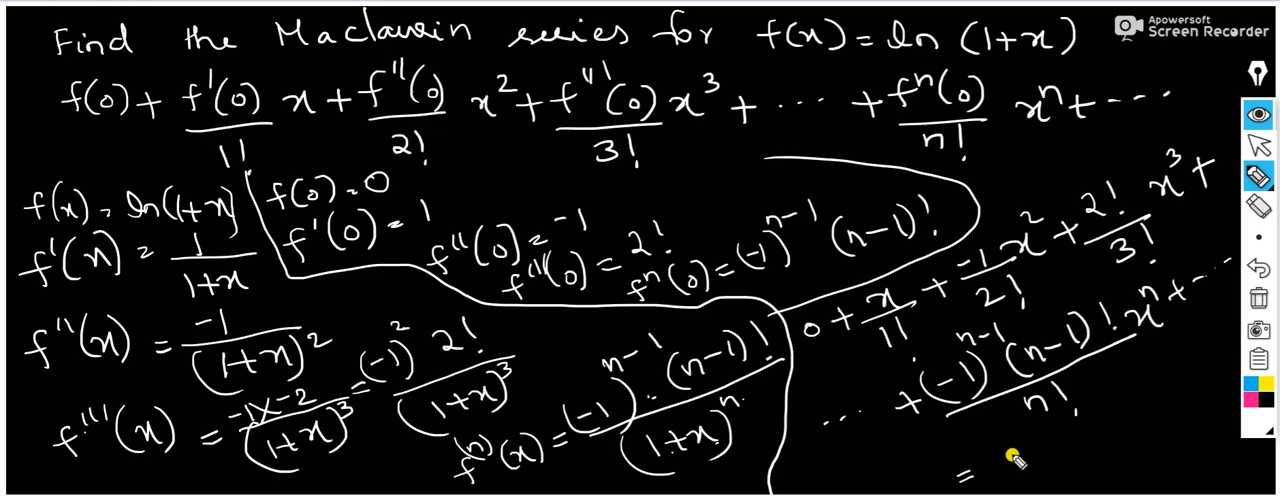 Find the Maclaurin series for f(x) = ln (1+x)
Apowersoft
Screen Recorder
f(0) + f'(0)/1! x + f''(0)/2! x² + f'''(0)/3! x³ + ... + fⁿ(0)/n! xⁿ + ...
f(x) = ln(1+x)
f'(x) = 1/(1+x)
f''(x) = -1/(1+x)²
f'''(x) = -1×-2/(1+x)³ = (-1)² 2!/(1+x)³
f⁽ⁿ⁾(x) = (-1)ⁿ⁻¹ · (n-1)!/(1+x)ⁿ
f(0) = 0
f'(0) = 1
f''(0) = -1
f'''(0) = 2!
fⁿ(0) = (-1)ⁿ⁻¹ (n-1)!
0 + x/1! + -1/2! x² + 2!/3! x³ +
... + (-1)ⁿ⁻¹ (n-1)!/n! xⁿ + ...
=